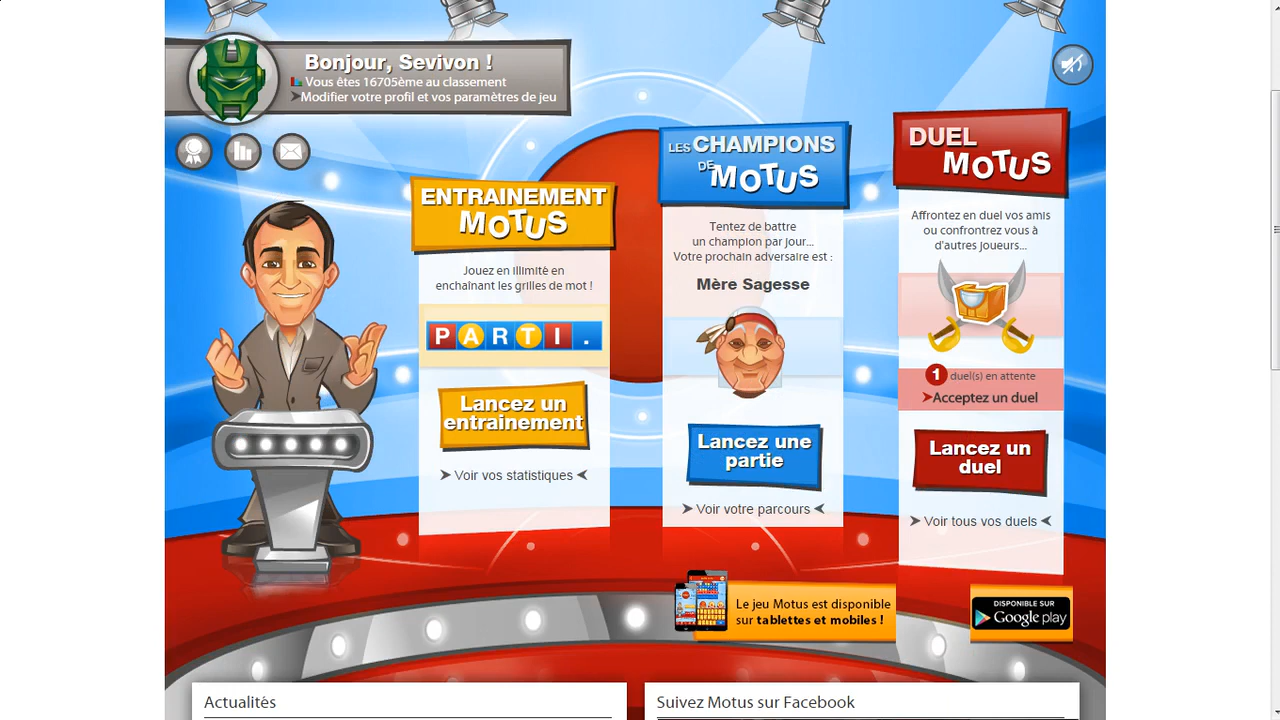 Bonjour, Sevivon !
Vous êtes 16705ème au classement
Modifier votre profil et vos paramètres de jeu
ENTRAINEMENT
MOTUS
Jouez en illimité en
enchaînant les grilles de mot !
PARTI.
Lancez un
entrainement
Voir vos statistiques
LES CHAMPIONS
DE MOTUS
Tentez de battre
un champion par jour...
Votre prochain adversaire est :
Mère Sagesse
Lancez une
partie
Voir votre parcours
DUEL
MOTUS
Affrontez en duel vos amis
ou confrontrez vous à
d'autres joueurs...
1 duel(s) en attente
Acceptez un duel
Lancez un
duel
Voir tous vos duels
Le jeu Motus est disponible
sur tablettes et mobiles !
DISPONIBLE SUR
Google play
Actualités
Suivez Motus sur Facebook